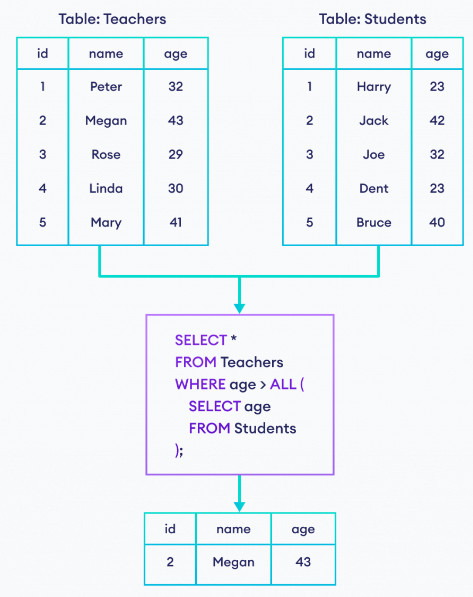 Table: Teachers
id name age
1 Peter 32
2 Megan 43
3 Rose 29
4 Linda 30
5 Mary 41
Table: Students
id name age
1 Harry 23
2 Jack 42
3 Joe 32
4 Dent 23
5 Bruce 40
SELECT *
FROM Teachers
WHERE age > ALL (
SELECT age
FROM Students
);
id name age
2 Megan 43